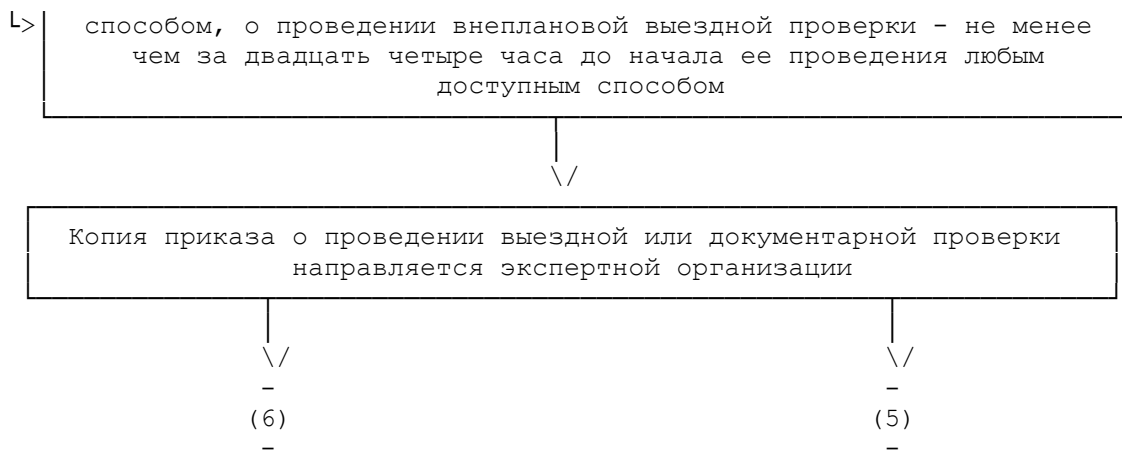 способом, о проведении внеплановой выездной проверки - не менее
чем за двадцать четыре часа до начала ее проведения любым
доступным способом
Копия приказа о проведении выездной или документарной проверки
направляется экспертной организации
(6) (5)